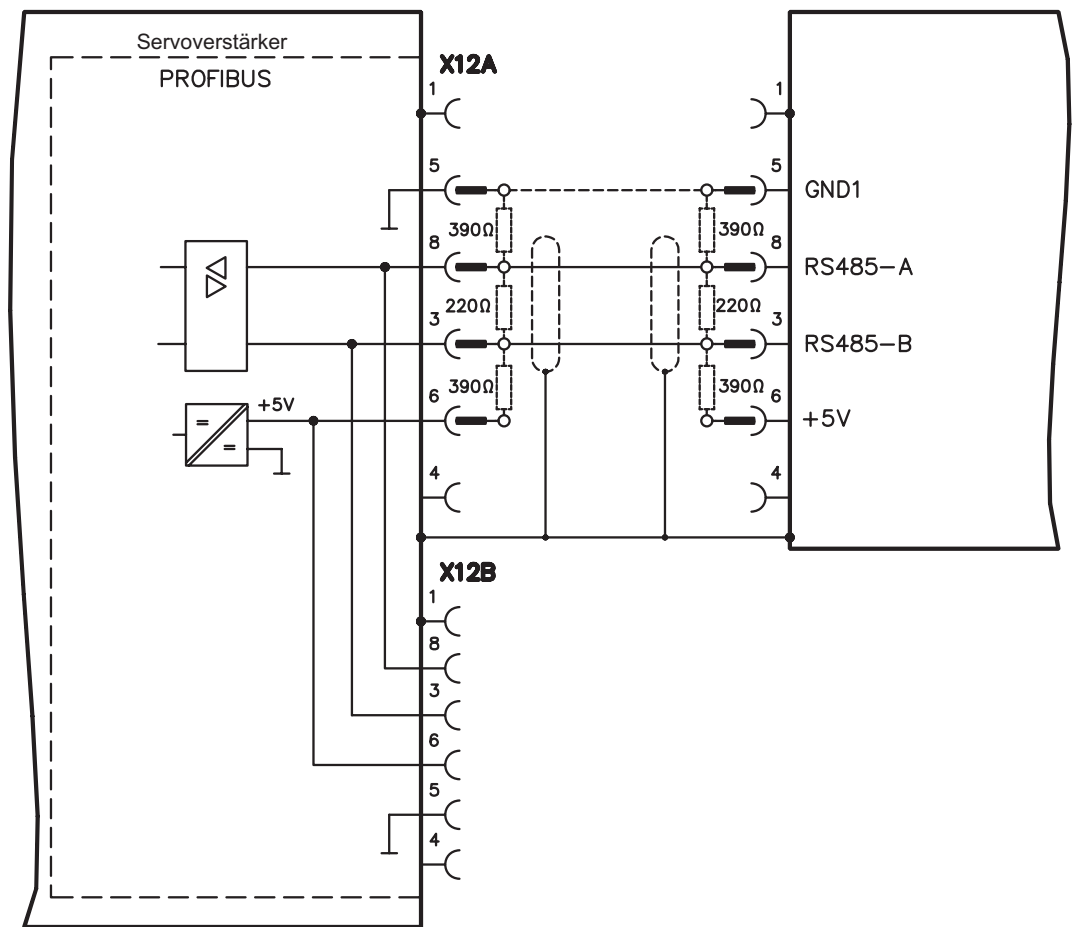 Servoverstärker
PROFIBUS
X12A
1 1
5 5 GND1
390Ω 390Ω
8 8 RS485-A
220Ω 220Ω
3 3 RS485-B
390Ω 390Ω
+5V 6 6 +5V
4 4
X12B
1
8
3
6
5
4